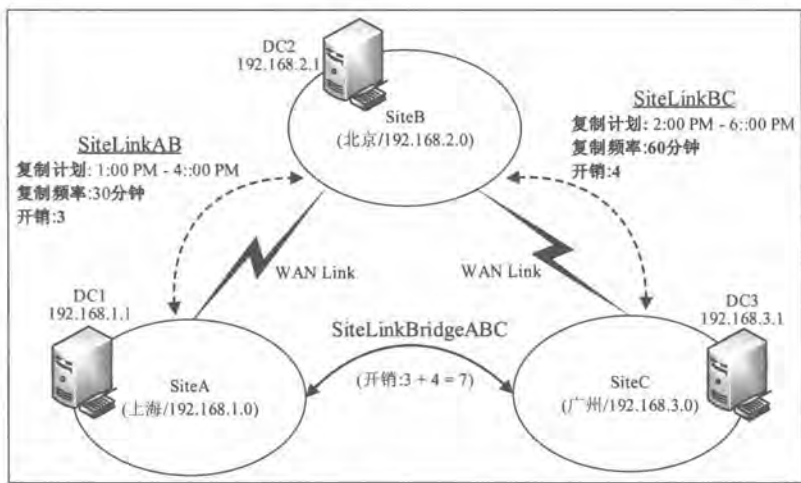 DC2
192.168.2.1
SiteB
(北京/192.168.2.0)
SiteLinkAB
复制计划: 1:00 PM - 4::00 PM
复制频率:30分钟
开销:3
SiteLinkBC
复制计划: 2:00 PM - 6::00 PM
复制频率:60分钟
开销:4
WAN Link
WAN Link
DC1
192.168.1.1
SiteA
(上海/192.168.1.0)
SiteLinkBridgeABC
(开销:3 + 4 = 7)
DC3
192.168.3.1
SiteC
(广州/192.168.3.0)